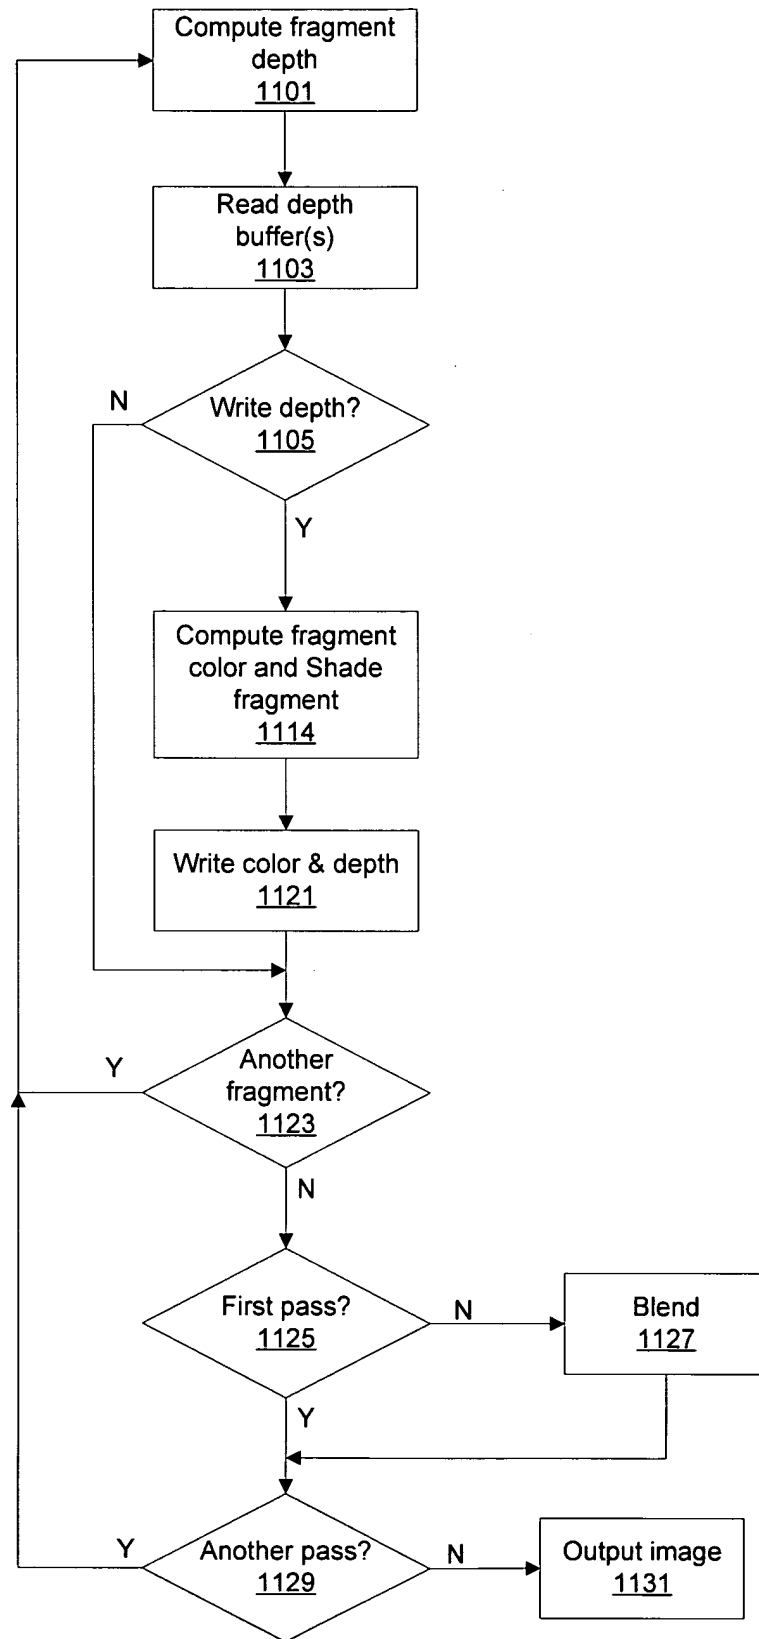 Compute fragment
depth
1101
Read depth
buffer(s)
1103
N
Write depth?
1105
Y
Compute fragment
color and Shade
fragment
1114
Write color & depth
1121
Y
Another
fragment?
1123
N
First pass?
1125
N
Blend
1127
Y
Y
Another pass?
1129
N
Output image
1131